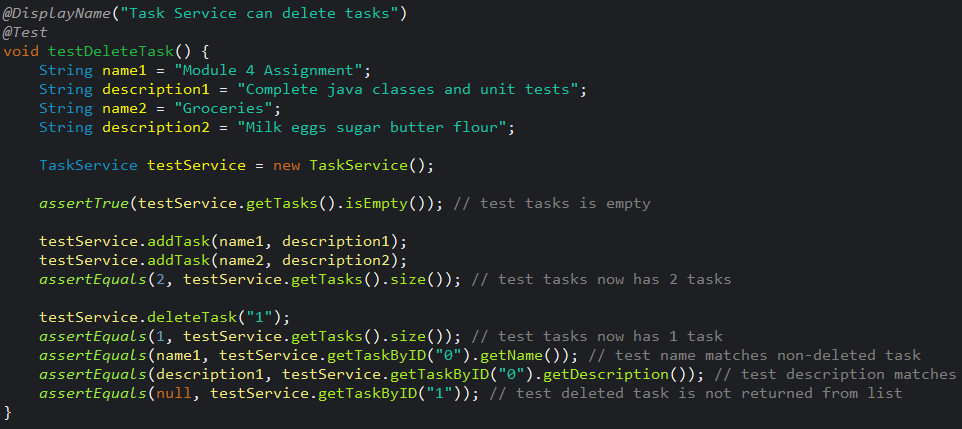 @DisplayName("Task Service can delete tasks")
@Test
void testDeleteTask() {
    String name1 = "Module 4 Assignment";
    String description1 = "Complete java classes and unit tests";
    String name2 = "Groceries";
    String description2 = "Milk eggs sugar butter flour";

    TaskService testService = new TaskService();

    assertTrue(testService.getTasks().isEmpty()); // test tasks is empty

    testService.addTask(name1, description1);
    testService.addTask(name2, description2);
    assertEquals(2, testService.getTasks().size()); // test tasks now has 2 tasks

    testService.deleteTask("1");
    assertEquals(1, testService.getTasks().size()); // test tasks now has 1 task
    assertEquals(name1, testService.getTaskByID("0").getName()); // test name matches non-deleted task
    assertEquals(description1, testService.getTaskByID("0").getDescription()); // test description matches
    assertEquals(null, testService.getTaskByID("1")); // test deleted task is not returned from list
}